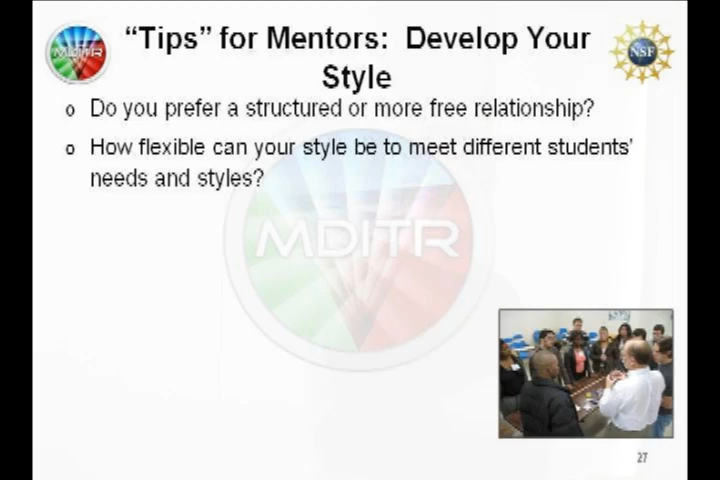 “Tips” for Mentors: Develop Your
Style
MDITR
NSF
o Do you prefer a structured or more free relationship?
o How flexible can your style be to meet different students’
needs and styles?
MDITR
27